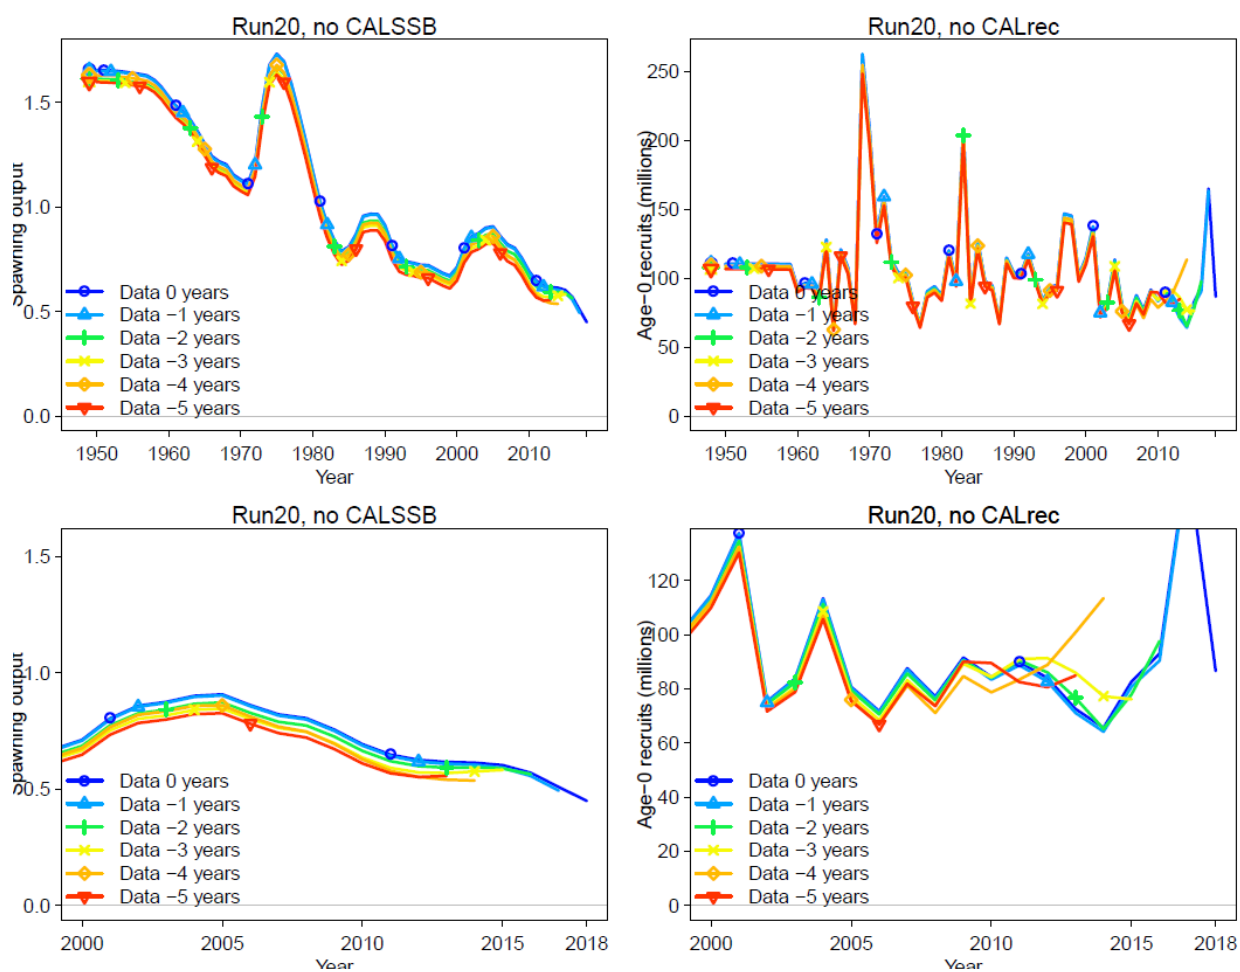 Run20, no CALSSB
Spawning output
1.5
1.0
0.5
0.0
Data 0 years
Data −1 years
Data −2 years
Data −3 years
Data −4 years
Data −5 years
1950 1960 1970 1980 1990 2000 2010
Year
Run20, no CALrec
Age−0 recruits (millions)
250
200
150
100
50
0
Data 0 years
Data −1 years
Data −2 years
Data −3 years
Data −4 years
Data −5 years
1950 1960 1970 1980 1990 2000 2010
Year
Run20, no CALSSB
Spawning output
1.5
1.0
0.5
0.0
Data 0 years
Data −1 years
Data −2 years
Data −3 years
Data −4 years
Data −5 years
2000 2005 2010 2015 2018
Year
Run20, no CALrec
Age−0 recruits (millions)
120
100
80
60
40
20
0
Data 0 years
Data −1 years
Data −2 years
Data −3 years
Data −4 years
Data −5 years
2000 2005 2010 2015 2018
Year